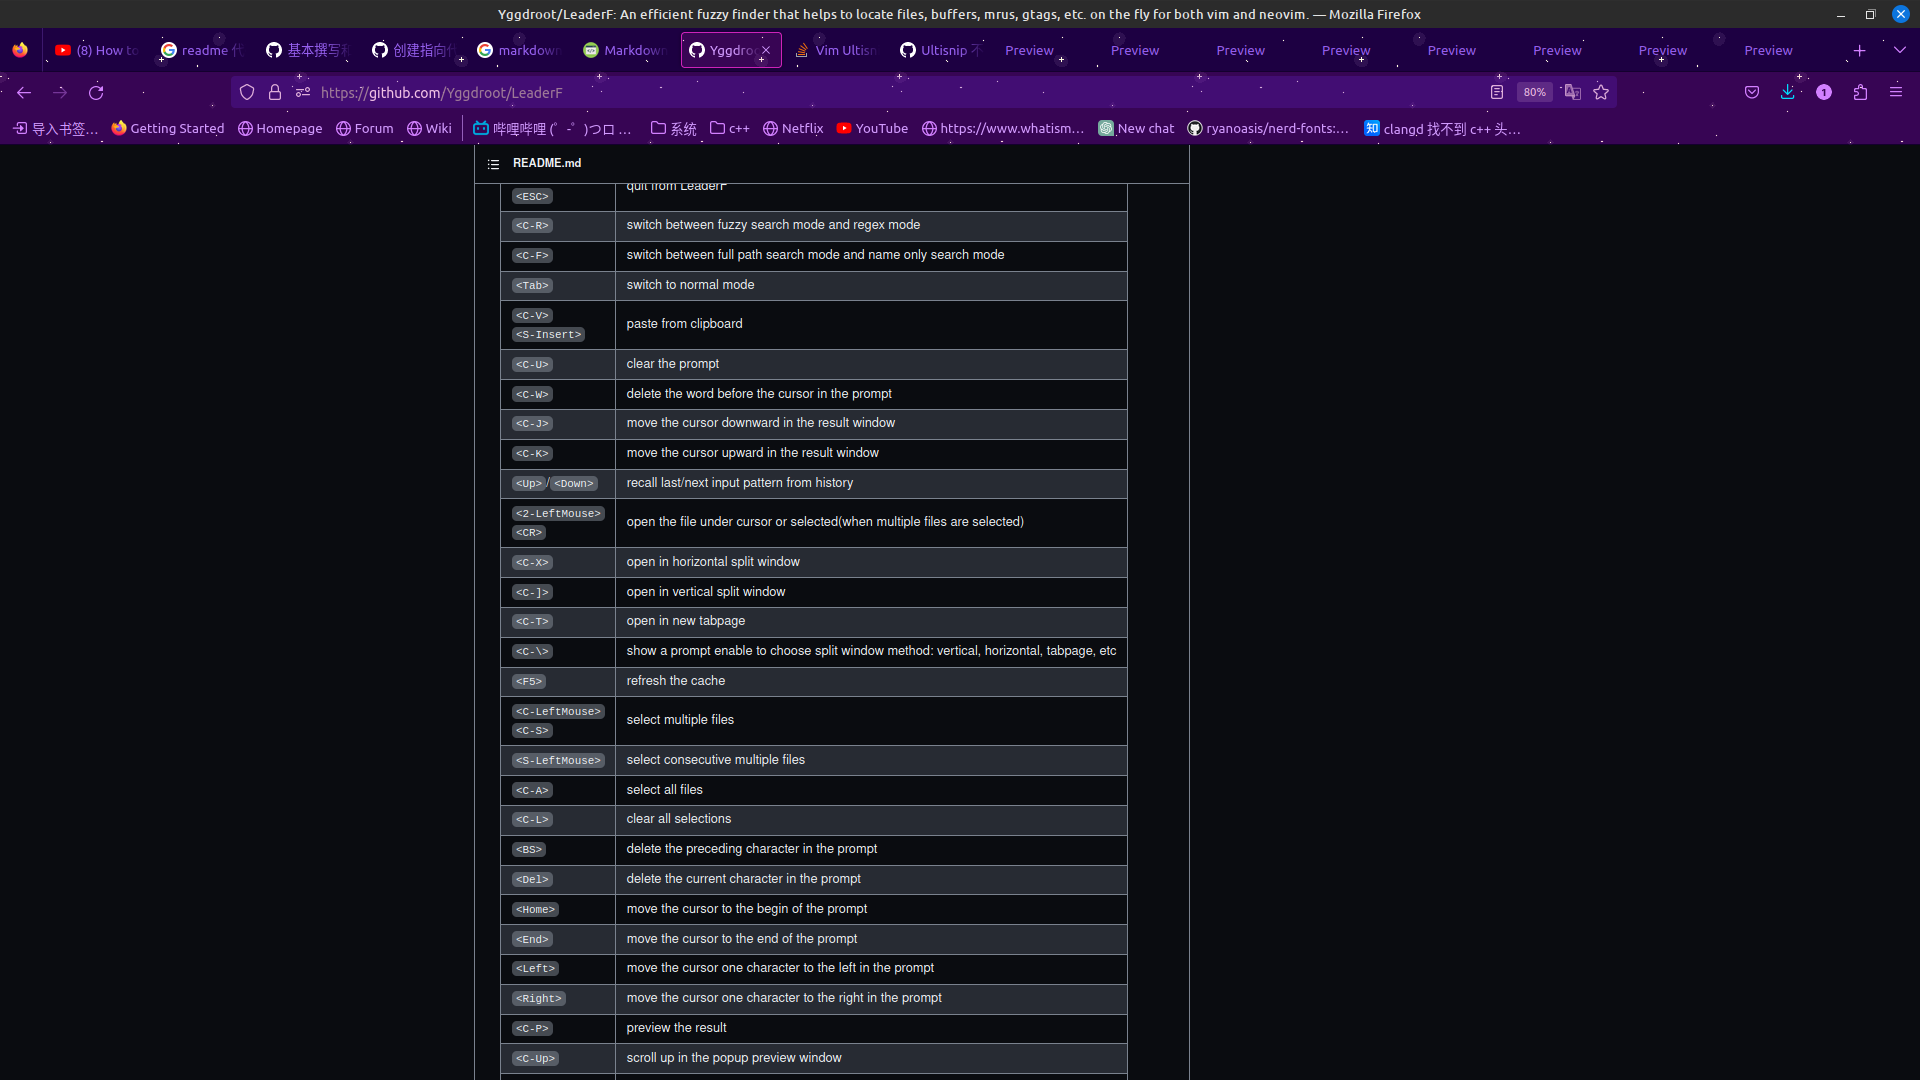 Yggdroot/LeaderF: An efficient fuzzy finder that helps to locate files, buffers, mrus, gtags, etc. on the fly for both vim and neovim. — Mozilla Firefox
(8) How to
readme 代
基本撰写和
创建指向代
markdown
Markdown
Yggdroo
Vim Ultisn
Ultisnip 不
Preview
Preview
Preview
Preview
Preview
Preview
Preview
Preview
https://github.com/Yggdroot/LeaderF
80%
1
导入书签…
Getting Started
Homepage
Forum
Wiki
哔哩哔哩 (゜-゜)つロ …
系统
c++
Netflix
YouTube
https://www.whatism…
New chat
ryanoasis/nerd-fonts:…
知 clangd 找不到 c++ 头…
README.md
<ESC> quit from LeaderF
<C-R> switch between fuzzy search mode and regex mode
<C-F> switch between full path search mode and name only search mode
<Tab> switch to normal mode
<C-V>
<S-Insert>
paste from clipboard
<C-U> clear the prompt
<C-W> delete the word before the cursor in the prompt
<C-J> move the cursor downward in the result window
<C-K> move the cursor upward in the result window
<Up>/<Down> recall last/next input pattern from history
<2-LeftMouse>
<CR>
open the file under cursor or selected(when multiple files are selected)
<C-X> open in horizontal split window
<C-]> open in vertical split window
<C-T> open in new tabpage
<C-\> show a prompt enable to choose split window method: vertical, horizontal, tabpage, etc
<F5> refresh the cache
<C-LeftMouse>
<C-S>
select multiple files
<S-LeftMouse> select consecutive multiple files
<C-A> select all files
<C-L> clear all selections
<BS> delete the preceding character in the prompt
<Del> delete the current character in the prompt
<Home> move the cursor to the begin of the prompt
<End> move the cursor to the end of the prompt
<Left> move the cursor one character to the left in the prompt
<Right> move the cursor one character to the right in the prompt
<C-P> preview the result
<C-Up> scroll up in the popup preview window